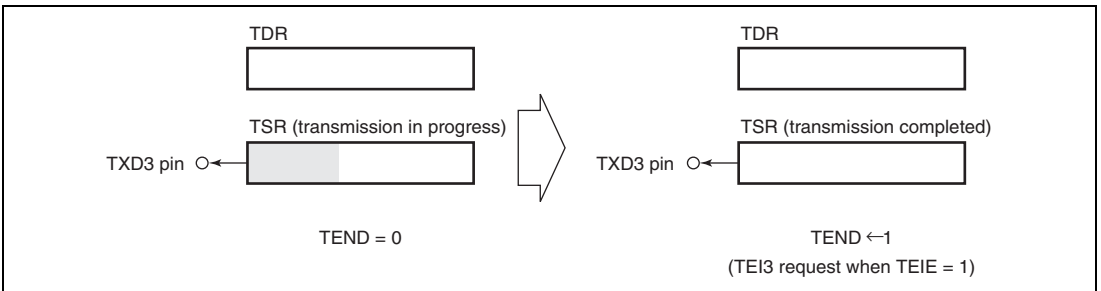 TDR
TSR (transmission in progress)
TXD3 pin
TEND = 0
TDR
TSR (transmission completed)
TXD3 pin
TEND ←1
(TEI3 request when TEIE = 1)